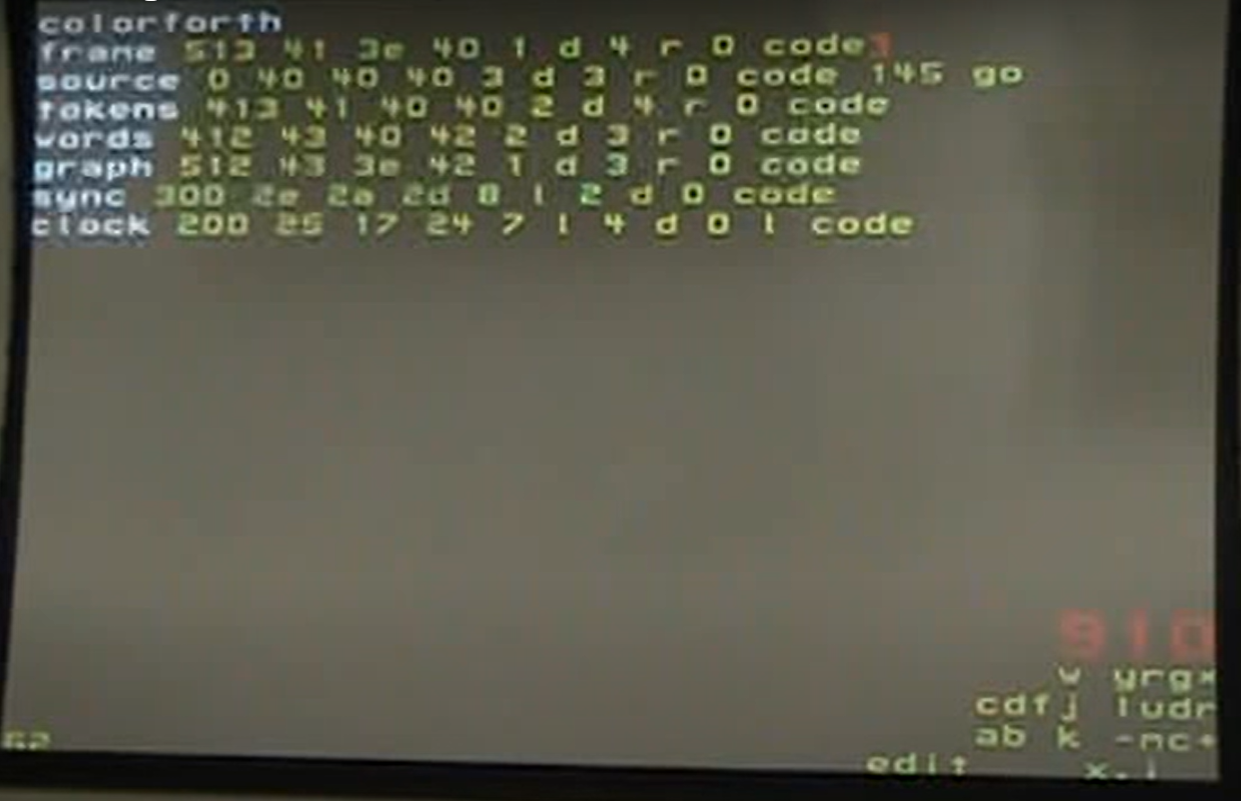 colorforth
frame 513 41 3e 40 1 d 4 r 0 code
source 0 40 40 40 3 d 3 r 0 code 145 go
tokens 413 41 40 40 2 d 4 r 0 code
words 412 43 40 42 2 d 3 r 0 code
graph 512 43 3e 42 1 d 3 r 0 code
sync 300 2e 2a 2d 8 l 2 d 0 code
clock 200 25 17 24 7 l 4 d 0 l code
910
w yrg*
cdfj ludr
ab k -mc+
edit x.i